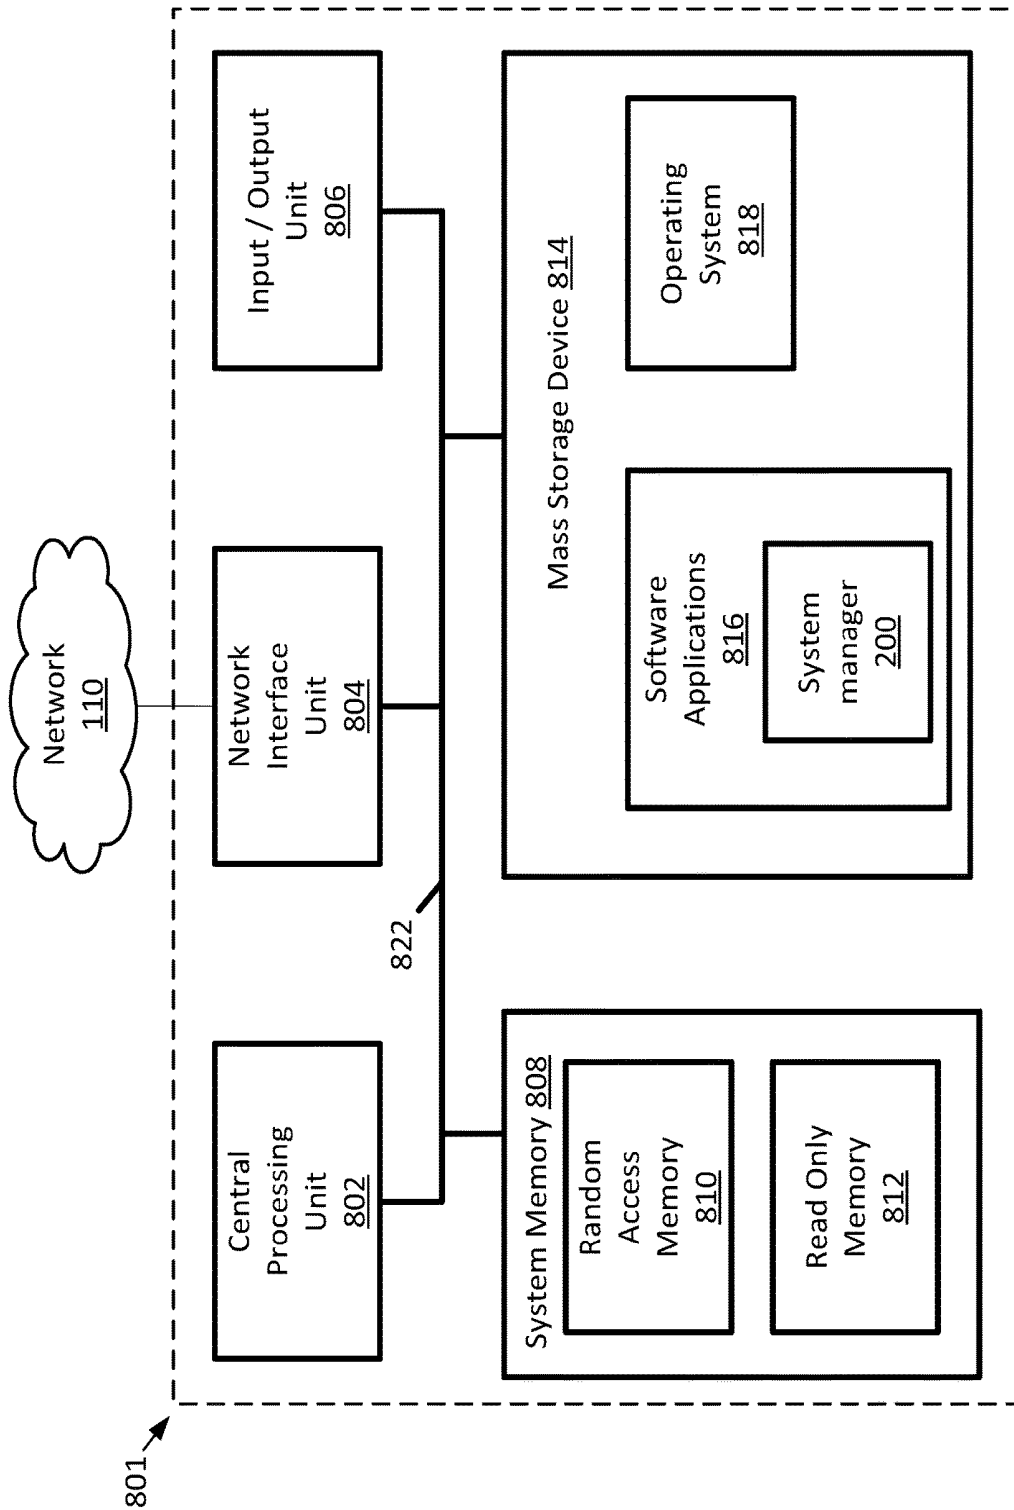 801
Network
110
Central
Processing
Unit
802
Network
Interface
Unit
804
Input / Output
Unit
806
822
System Memory 808
Random
Access
Memory
810
Read Only
Memory
812
Mass Storage Device 814
Software
Applications
816
System
manager
200
Operating
System
818